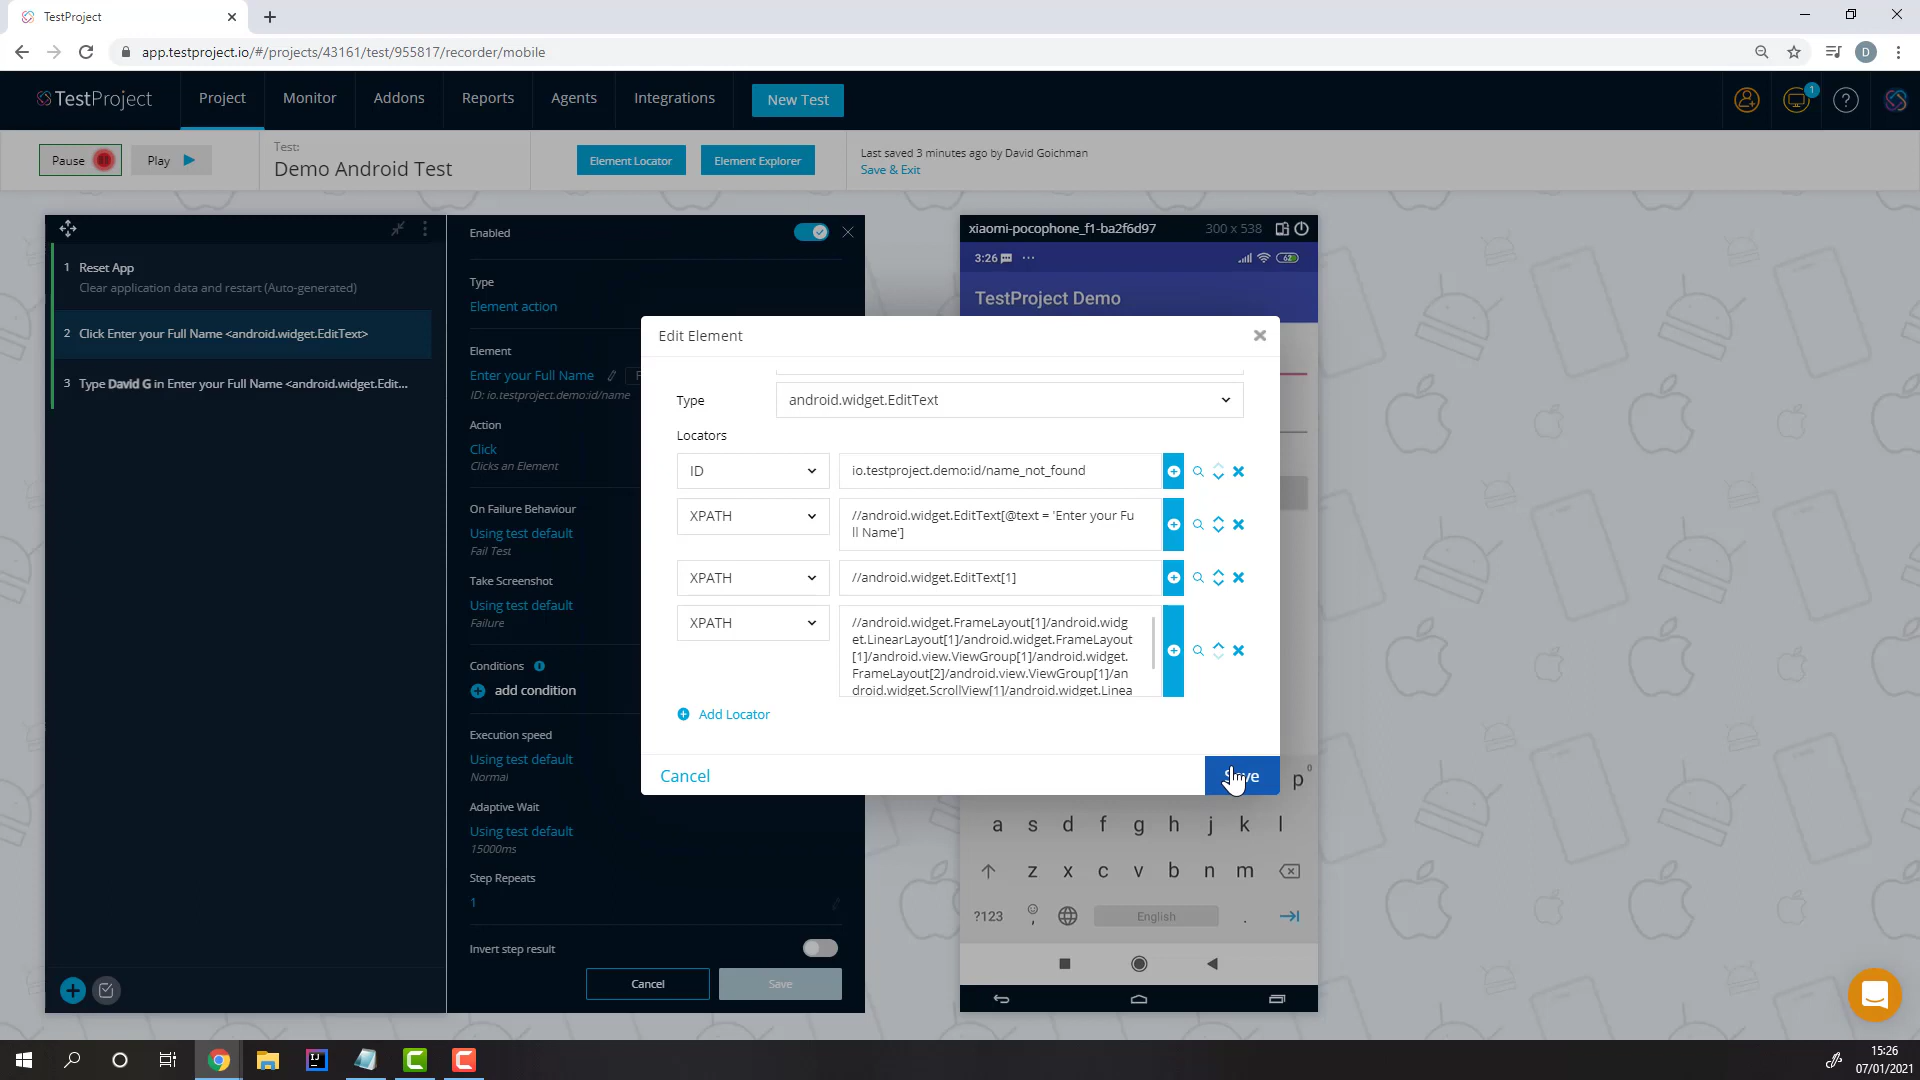 TestProject
app.testproject.io/#/projects/43161/test/955817/recorder/mobile
D
TestProject
Project
Monitor
Addons
Reports
Agents
Integrations
New Test
1
?
Pause
Play
Test:
Demo Android Test
Element Locator
Element Explorer
Last saved 3 minutes ago by David Goichman
Save & Exit
1 Reset App
Clear application data and restart (Auto-generated)
2 Click Enter your Full Name <android.widget.EditText>
3 Type David G in Enter your Full Name <android.widget.Edit...
Enabled
Type
Element action
Element
Enter your Full Name
ID: io.testproject.demo:id/name
Action
Click
Clicks an Element
On Failure Behaviour
Using test default
Fail Test
Take Screenshot
Using test default
Failure
Conditions
add condition
Execution speed
Using test default
Normal
Adaptive Wait
Using test default
15000ms
Step Repeats
1
Invert step result
Cancel
Save
Edit Element
Type
android.widget.EditText
Locators
ID
io.testproject.demo:id/name_not_found
XPATH
//android.widget.EditText[@text = 'Enter your Fu
ll Name']
XPATH
//android.widget.EditText[1]
XPATH
//android.widget.FrameLayout[1]/android.widg
et.LinearLayout[1]/android.widget.FrameLayout
[1]/android.view.ViewGroup[1]/android.widget.
FrameLayout[2]/android.view.ViewGroup[1]/an
droid.widget.ScrollView[1]/android.widget.Linea
Add Locator
Cancel
xiaomi-pocophone_f1-ba2f6d97
300 x 538
3:26
62
TestProject Demo
p 0
a s d f g h j k l
z x c v b n m
?123
,
English
.
15:26
07/01/2021